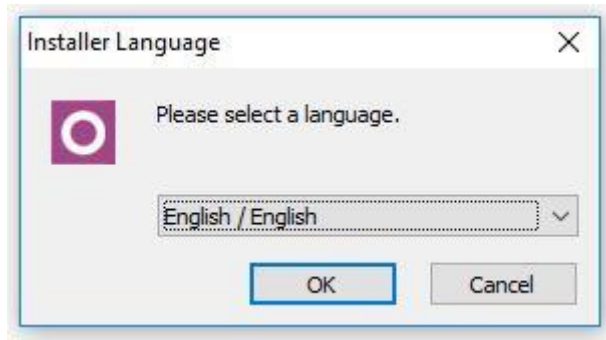 Installer Language
Please select a language.
English / English
OK
Cancel